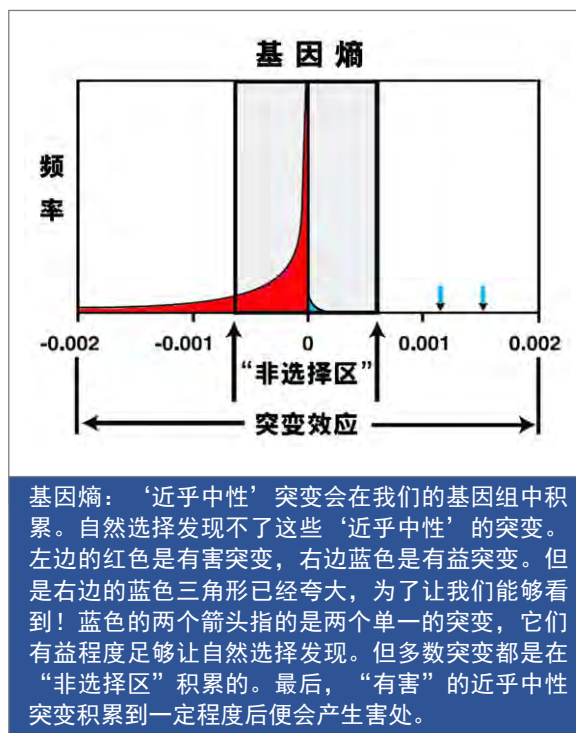 基因熵
频
率
-0.002 -0.001 0 0.001 0.002
“非选择区”
突变效应
基因熵：‘近乎中性’突变会在我们的基因组中积
累。自然选择发现不了这些‘近乎中性’的突变。
左边的红色是有害突变，右边蓝色是有益突变。但
是右边的蓝色三角形已经夸大，为了让我们能够看
到！蓝色的两个箭头指的是两个单一的突变，它们
有益程度足够让自然选择发现。但多数突变都是在
“非选择区”积累的。最后，“有害”的近乎中性
突变积累到一定程度后便会产生害处。